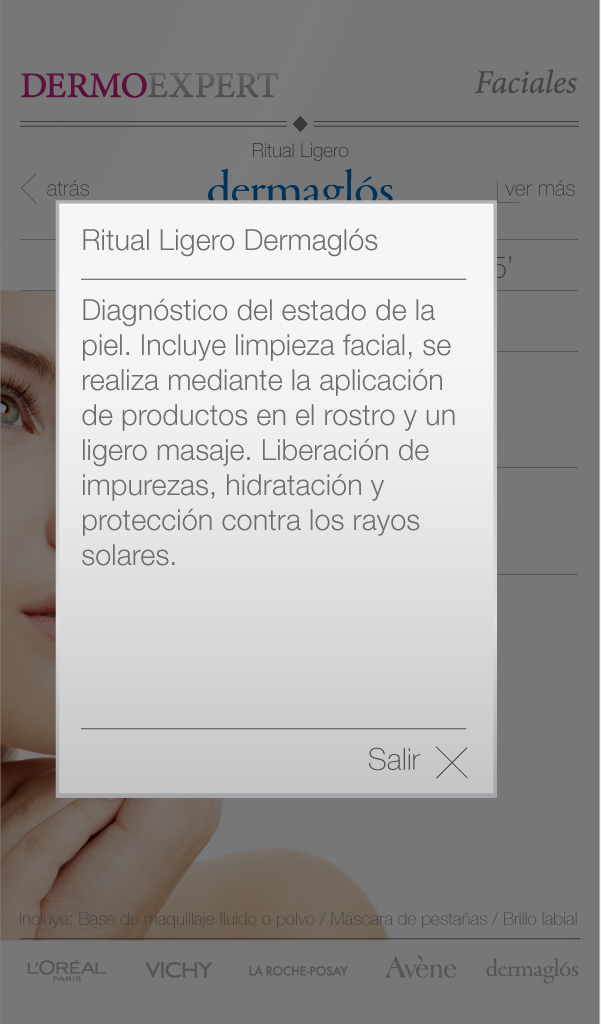 DERMOEXPERT
Faciales
Ritual Ligero
atrás
dermaglós
ver más
5’
Ritual Ligero Dermaglós
Diagnóstico del estado de la
piel. Incluye limpieza facial, se
realiza mediante la aplicación
de productos en el rostro y un
ligero masaje. Liberación de
impurezas, hidratación y
protección contra los rayos
solares.
Salir
Incluye: Base de maquillaje fluido o polvo / Máscara de pestañas / Brillo labial
L'ORÉAL
PARIS
VICHY
LA ROCHE-POSAY
Avène
dermaglós